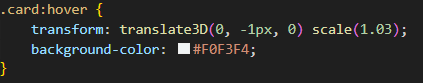 .card:hover {
    transform: translate3D(0, -1px, 0) scale(1.03);
    background-color: #F0F3F4;
}